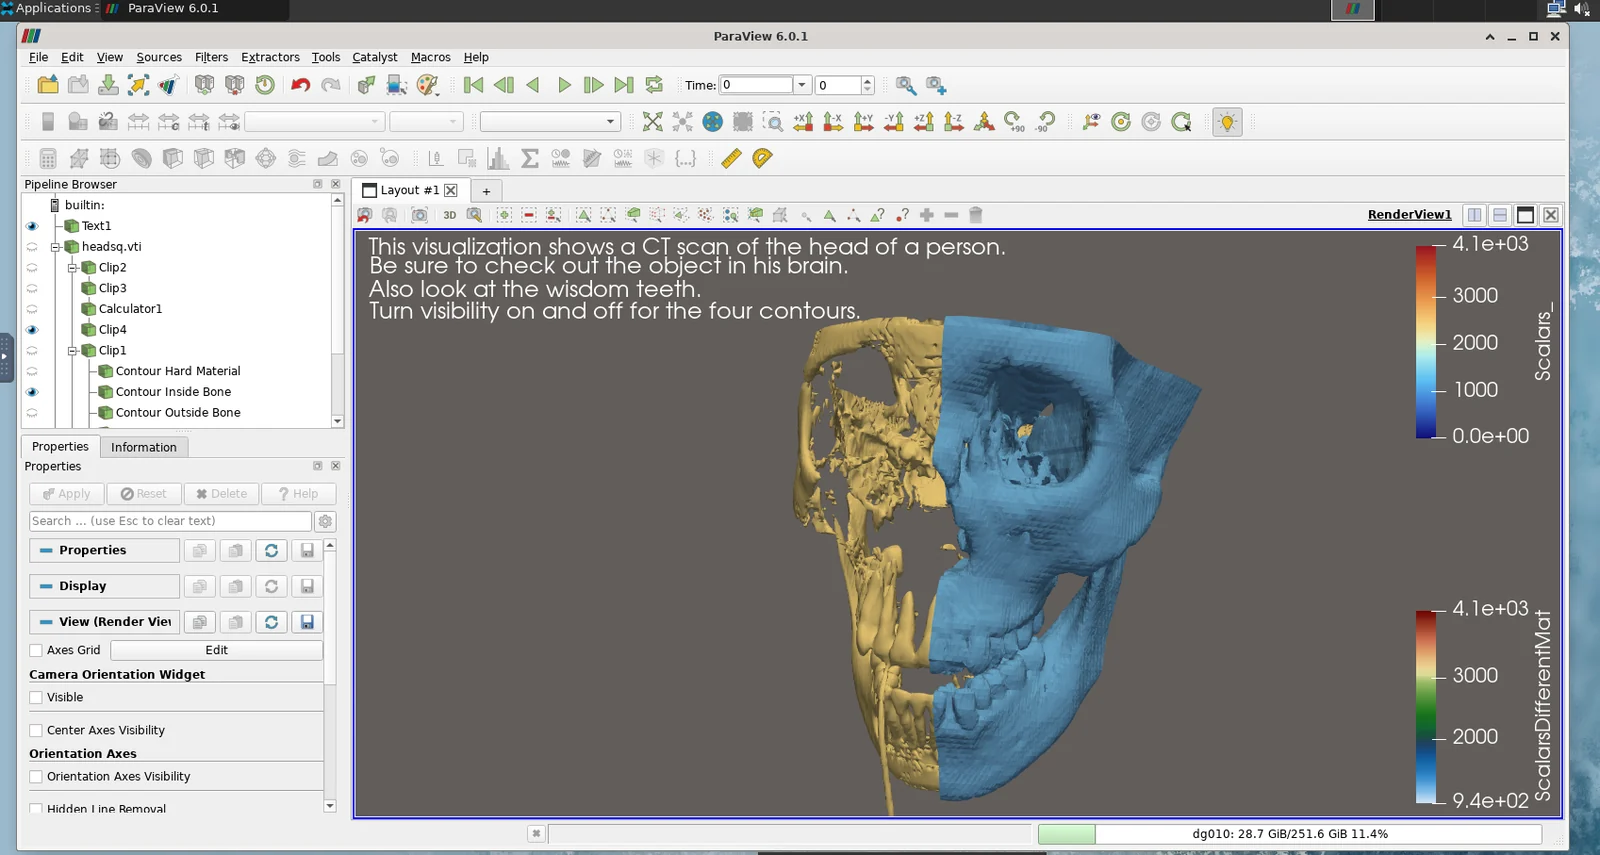 Applications
ParaView 6.0.1
ParaView 6.0.1
File Edit View Sources Filters Extractors Tools Catalyst Macros Help
Time: 0 0
+X -X +Y -Y +Z -Z +90 -90
Pipeline Browser
builtin:
Text1
headsq.vti
Clip2
Clip3
Calculator1
Clip4
Clip1
Contour Hard Material
Contour Inside Bone
Contour Outside Bone
Properties Information
Properties
Apply Reset Delete ? Help
Search ... (use Esc to clear text)
Properties
Display
View (Render Viev
Axes Grid Edit
Camera Orientation Widget
Visible
Center Axes Visibility
Orientation Axes
Orientation Axes Visibility
Hidden Line Removal
Layout #1 +
3D
RenderView1
This visualization shows a CT scan of the head of a person.
Be sure to check out the object in his brain.
Also look at the wisdom teeth.
Turn visibility on and off for the four contours.
4.1e+03
3000
2000
1000
0.0e+00
Scalars_
4.1e+03
3000
2000
9.4e+02
ScalarsDifferentMat
dg010: 28.7 GiB/251.6 GiB 11.4%